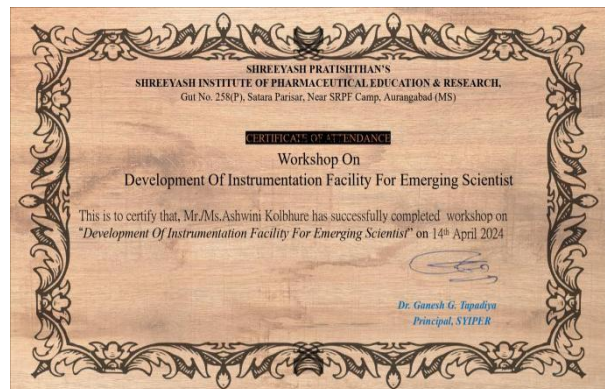 SHREEYASH PRATISHTHAN'S
SHREEYASH INSTITUTE OF PHARMACEUTICAL EDUCATION & RESEARCH,
Gut No. 258(P), Satara Parisar, Near SRPF Camp, Aurangabad (MS)
CERTIFICATE OF ATTENDANCE
Workshop On
Development Of Instrumentation Facility For Emerging Scientist
This is to certify that, Mr./Ms.Ashwini Kolbhure has successfully completed workshop on
"Development Of Instrumentation Facility For Emerging Scientist" on 14th April 2024
Dr. Ganesh G. Tapadiya
Principal, SYIPER